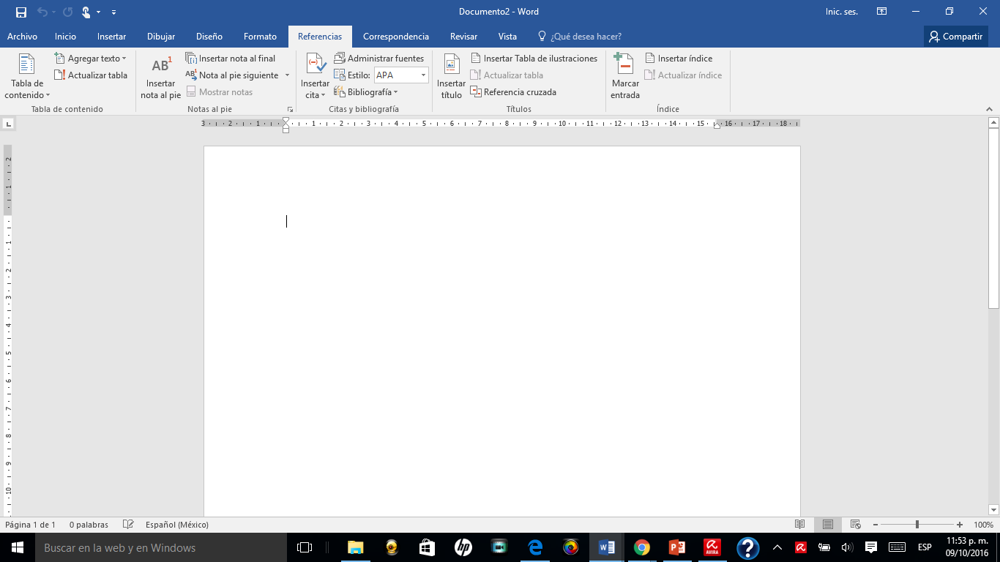 Documento2 - Word
Inic. ses.
Archivo Inicio Insertar Dibujar Diseño Formato Referencias Correspondencia Revisar Vista ¿Qué desea hacer? Compartir
Tabla de contenido
Agregar texto
Actualizar tabla
Tabla de contenido
AB1
Insertar nota al pie
Insertar nota al final
Nota al pie siguiente
Mostrar notas
Notas al pie
Insertar cita
Administrar fuentes
Estilo: APA
Bibliografía
Citas y bibliografía
Insertar título
Insertar Tabla de ilustraciones
Actualizar tabla
Referencia cruzada
Títulos
Marcar entrada
Insertar índice
Actualizar índice
Índice
3 2 1 1 2 3 4 5 6 7 8 9 10 11 12 13 14 15 16 17 18
2
1
1
2
3
4
5
6
7
8
9
10
Página 1 de 1 0 palabras Español (México) 100%
Buscar en la web y en Windows
hp
AVIRA
ESP
11:53 p. m.
09/10/2016